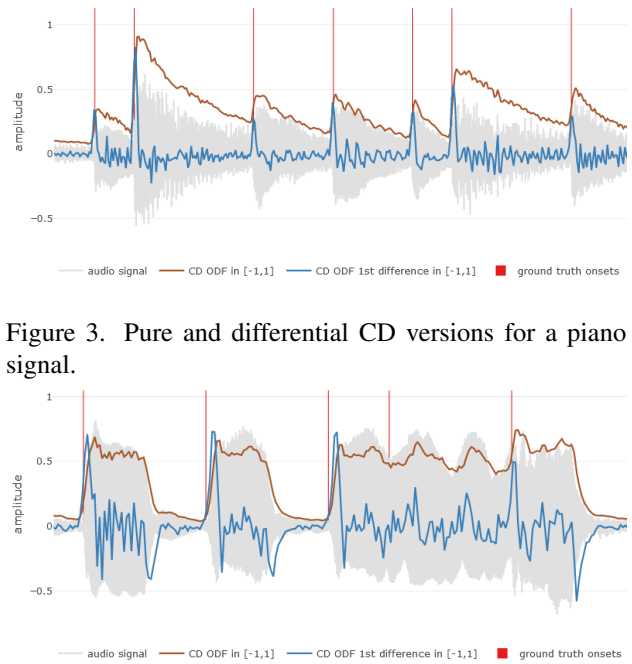 1
0.5
amplitude
0
−0.5
audio signal CD ODF in [-1,1] CD ODF 1st difference in [-1,1] ground truth onsets
Figure 3. Pure and differential CD versions for a piano
signal.
1
0.5
amplitude
0
−0.5
audio signal CD ODF in [-1,1] CD ODF 1st difference in [-1,1] ground truth onsets